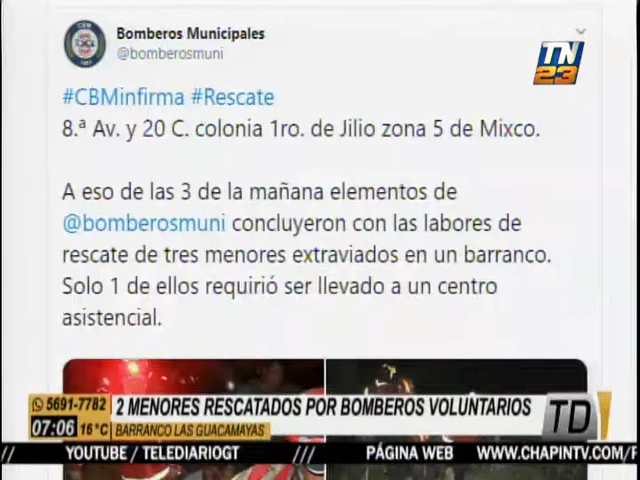 Bomberos Municipales
@bomberosmuni
TN
23
#CBMinfirma #Rescate
8.ª Av. y 20 C. colonia 1ro. de Jilio zona 5 de Mixco.
A eso de las 3 de la mañana elementos de
@bomberosmuni concluyeron con las labores de
rescate de tres menores extraviados en un barranco.
Solo 1 de ellos requirió ser llevado a un centro
asistencial.
5691-7782
2 MENORES RESCATADOS POR BOMBEROS VOLUNTARIOS
TD
07:06 16°C
BARRANCO LAS GUACAMAYAS
// YOUTUBE / TELEDIARIOGT // PÁGINA WEB WWW.CHAPINTV.COM/